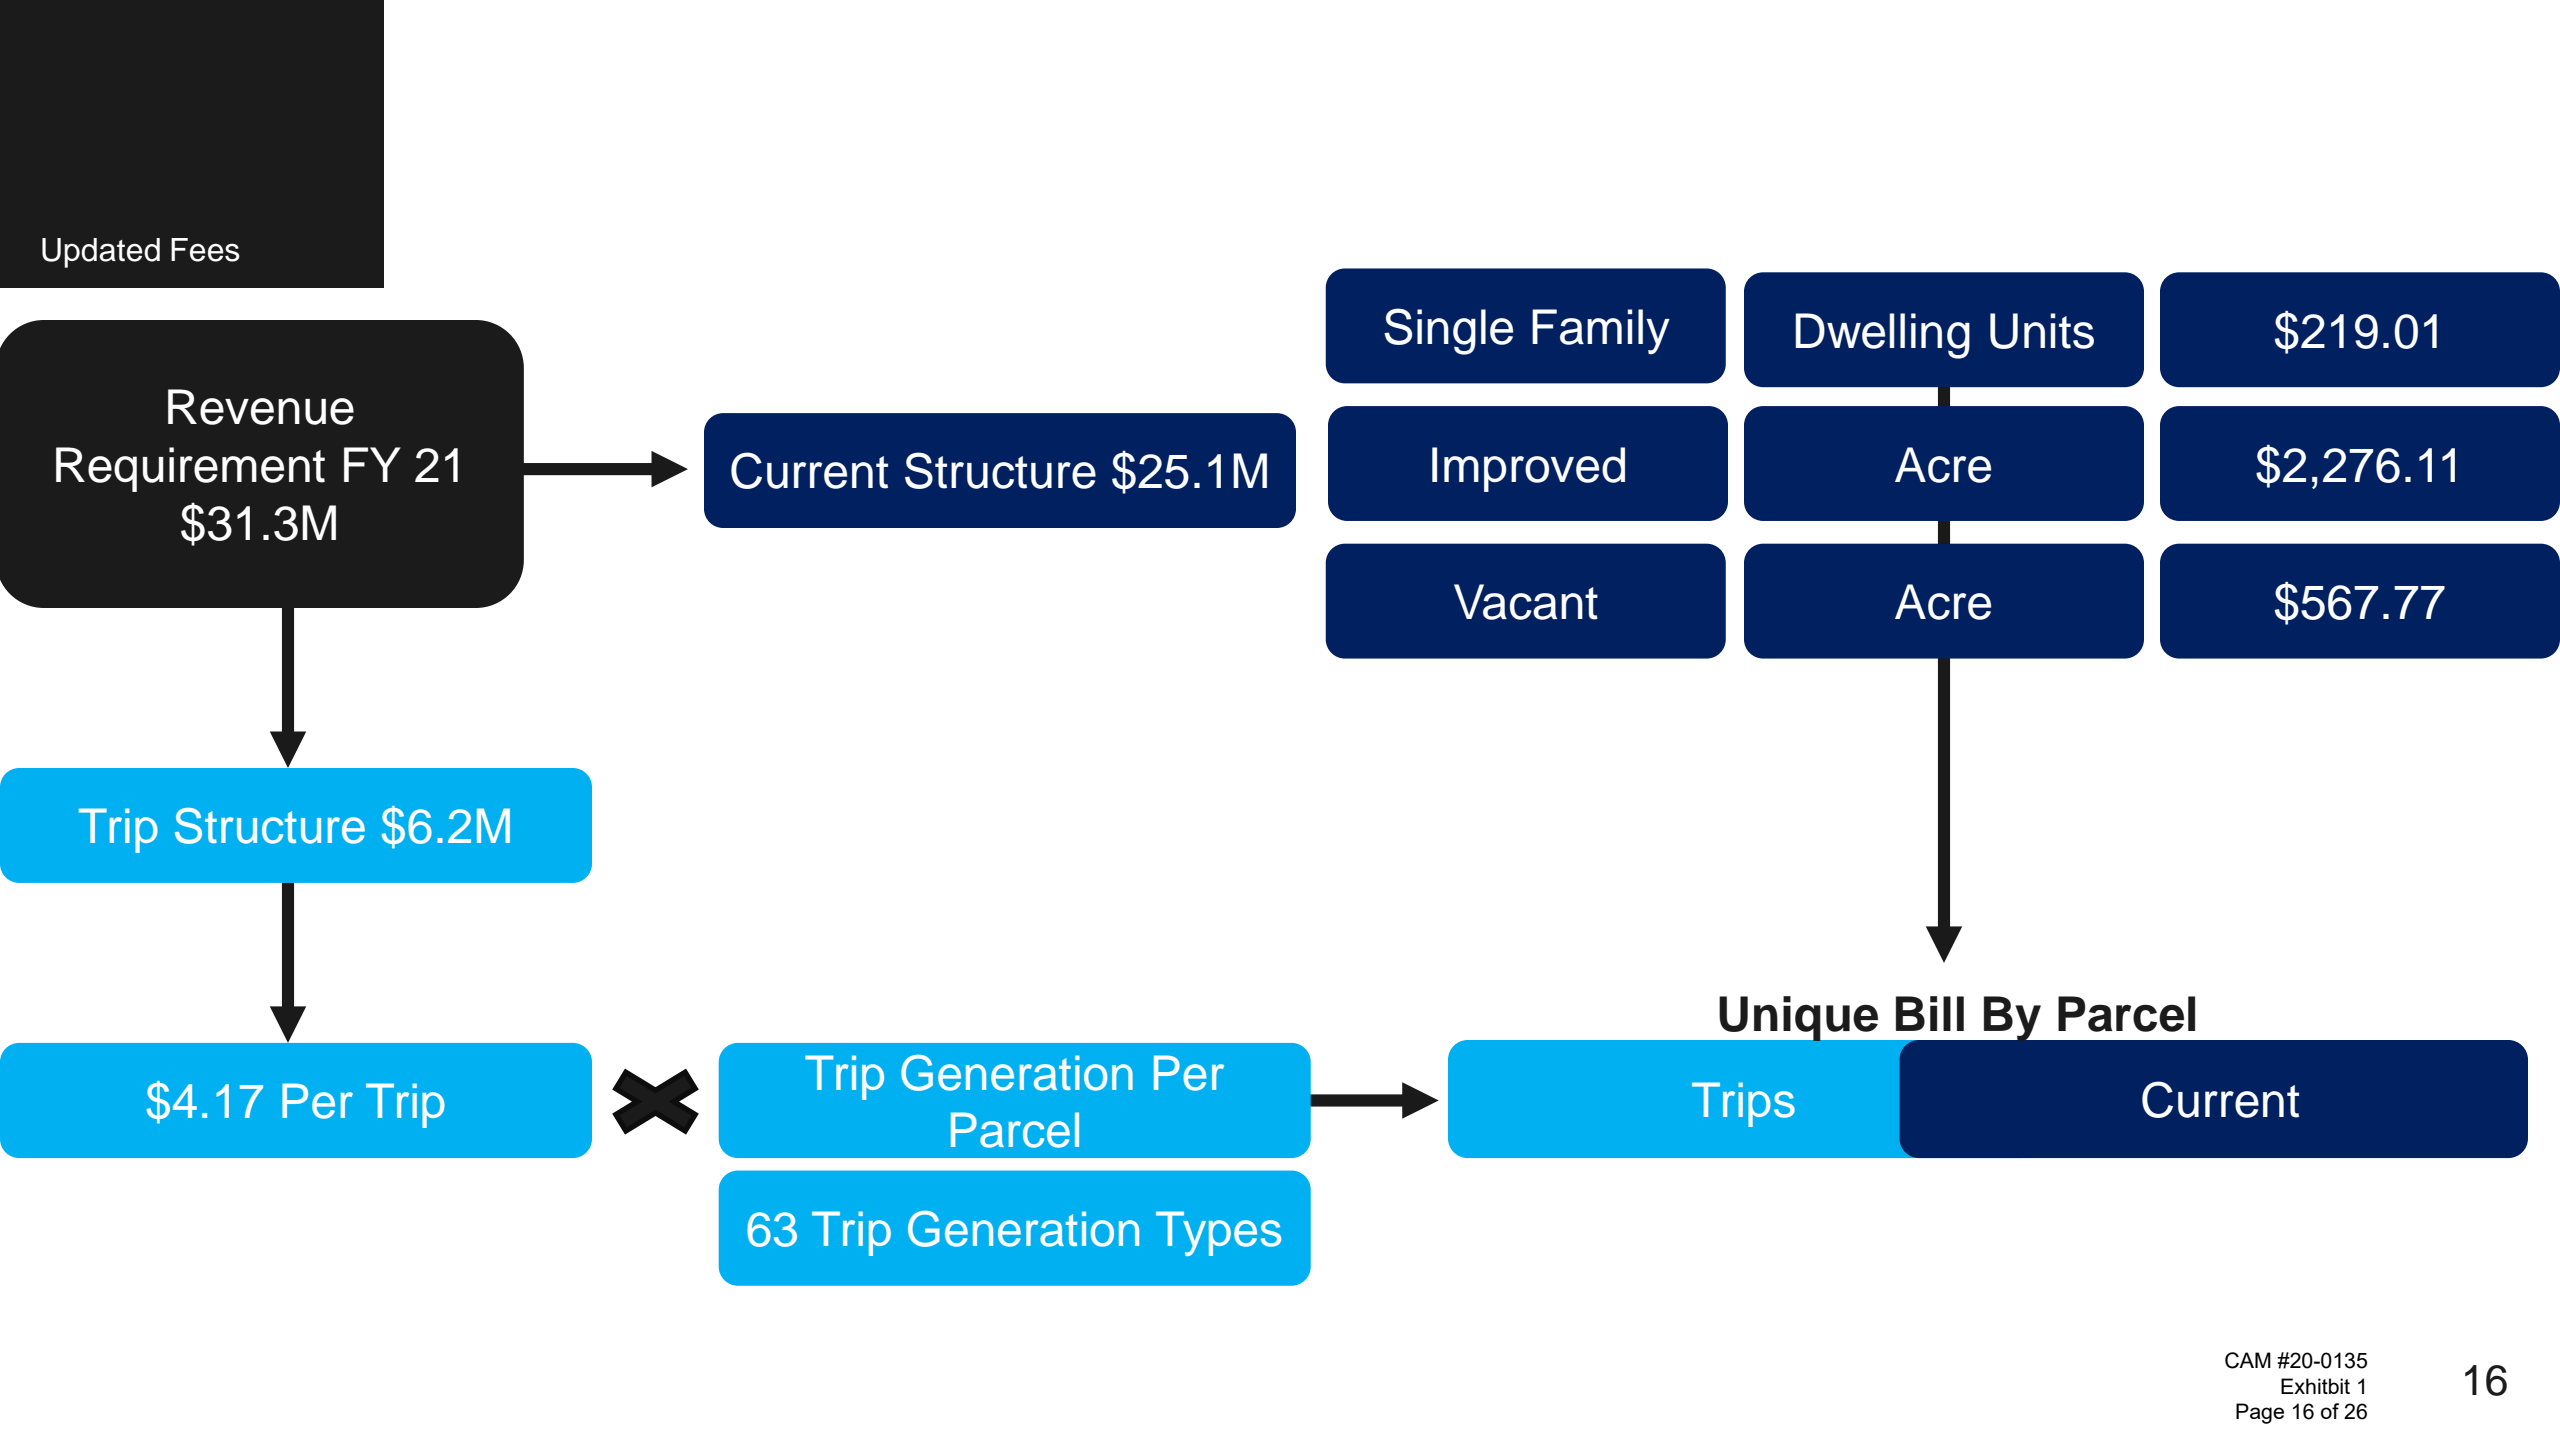 Updated Fees
Revenue
Requirement FY 21
$31.3M
Current Structure $25.1M
Single Family
Dwelling Units
$219.01
Improved
Acre
$2,276.11
Vacant
Acre
$567.77
Trip Structure $6.2M
$4.17 Per Trip
Trip Generation Per
Parcel
63 Trip Generation Types
Unique Bill By Parcel
Trips
Current
CAM #20-0135
Exhitbit 1
Page 16 of 26
16